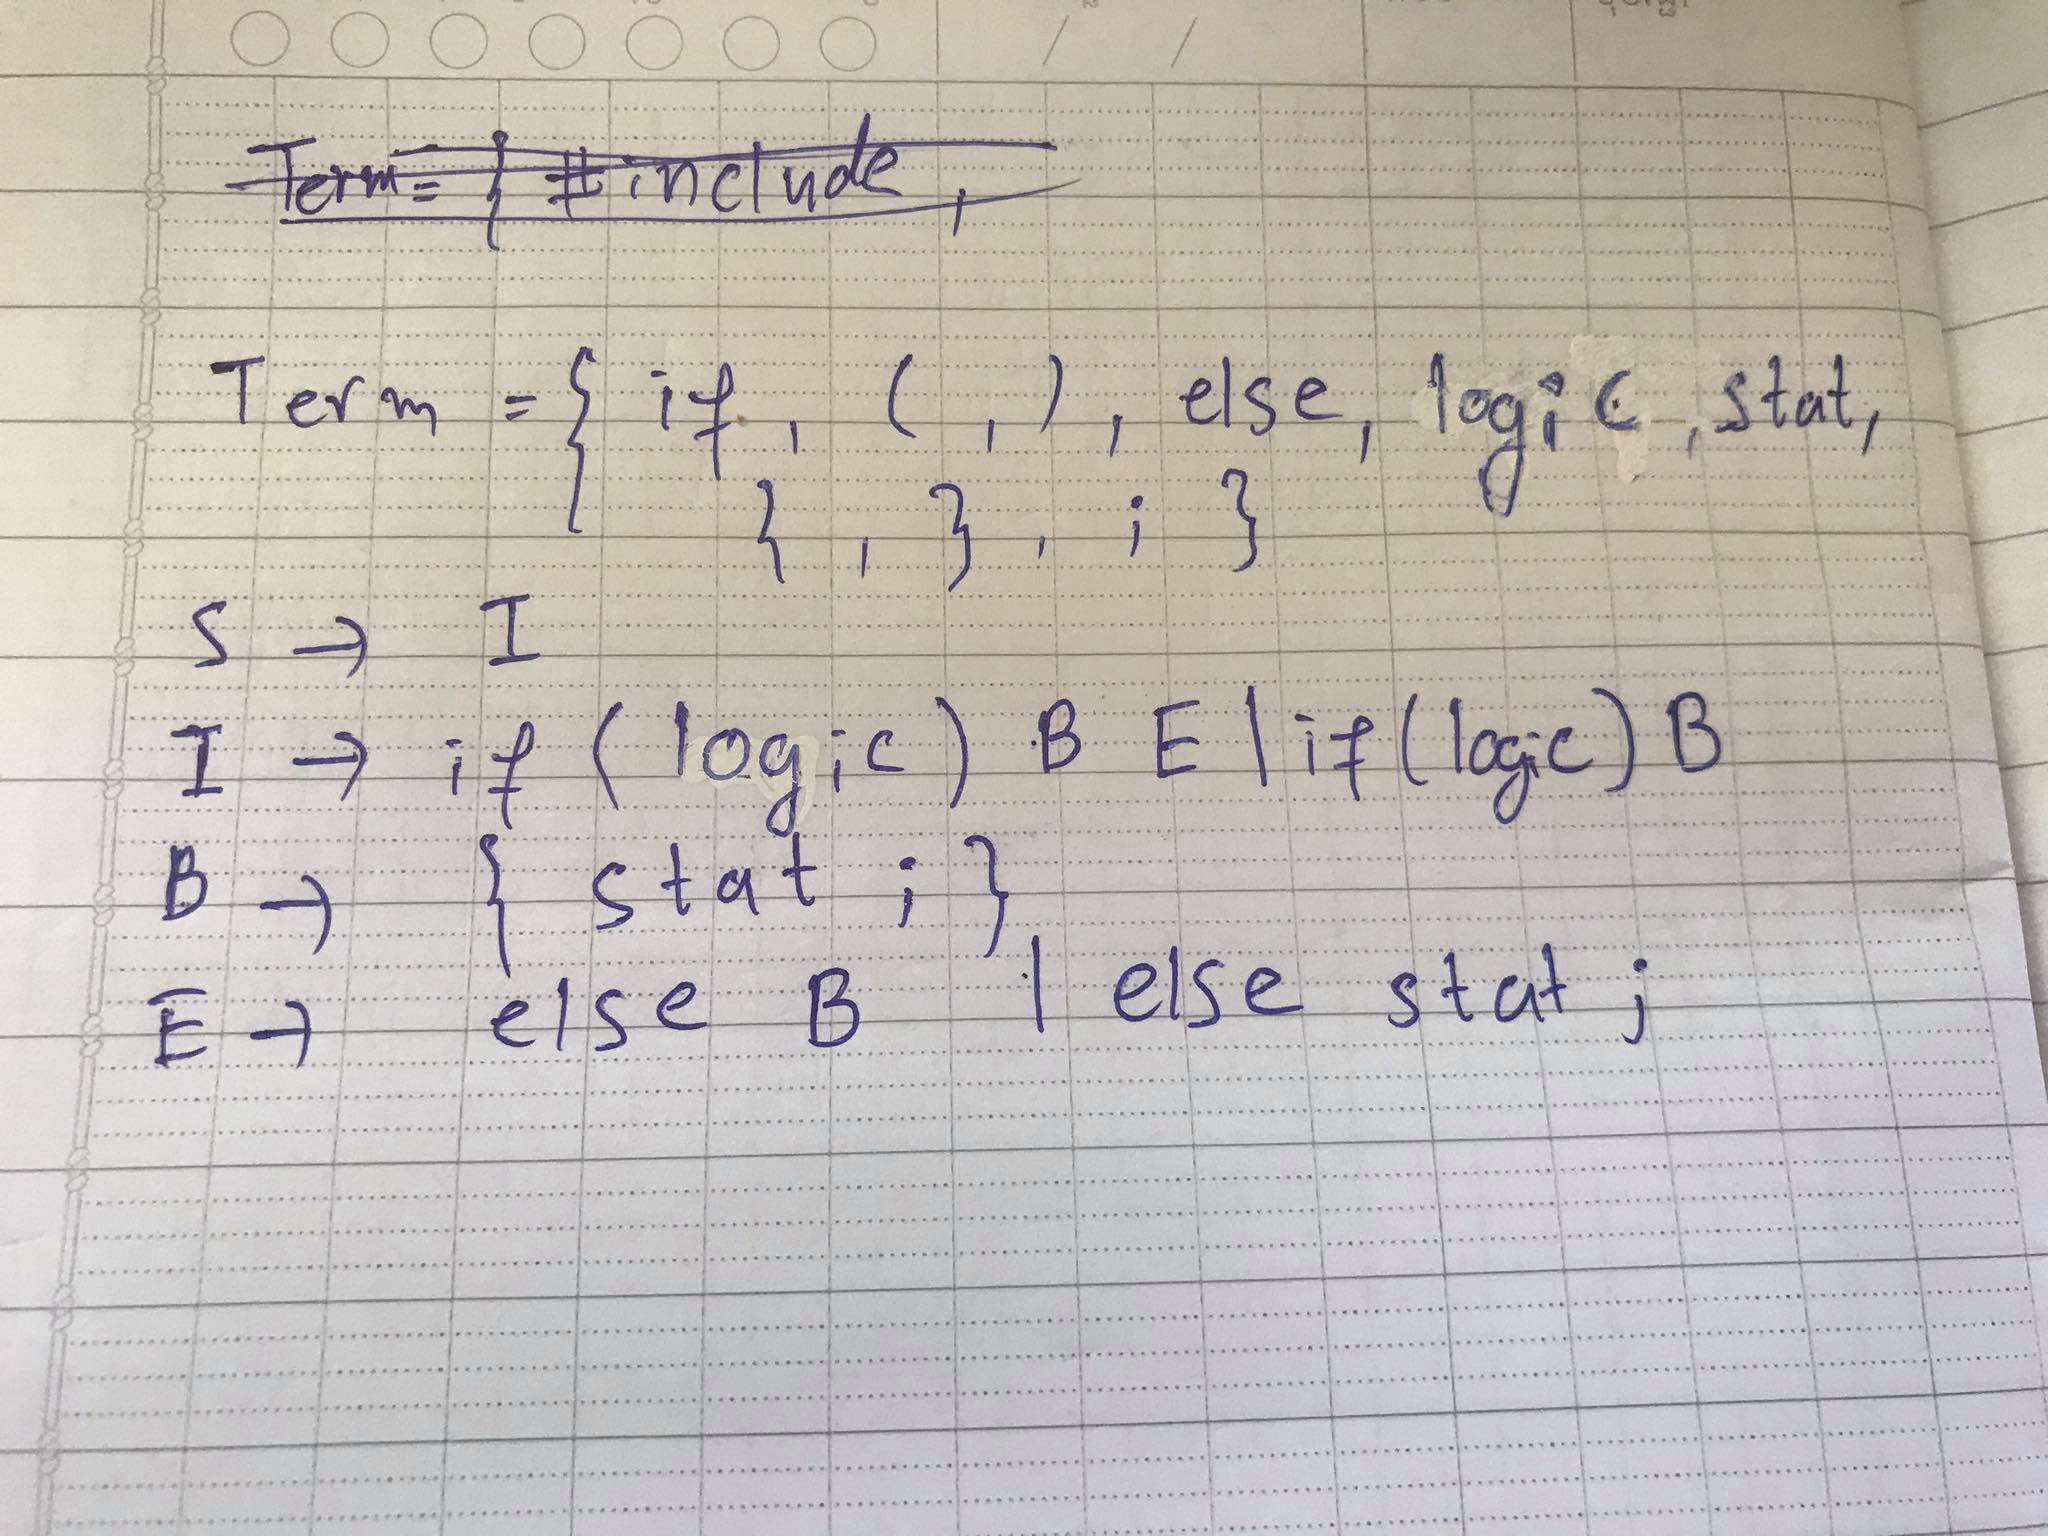 Term = { #include,
Term = { if, (, ), else, logic, stat,
{, }, ; }
S → I
I → if (logic) B E | if (logic) B
B → { stat ; }
E → else B | else stat ;